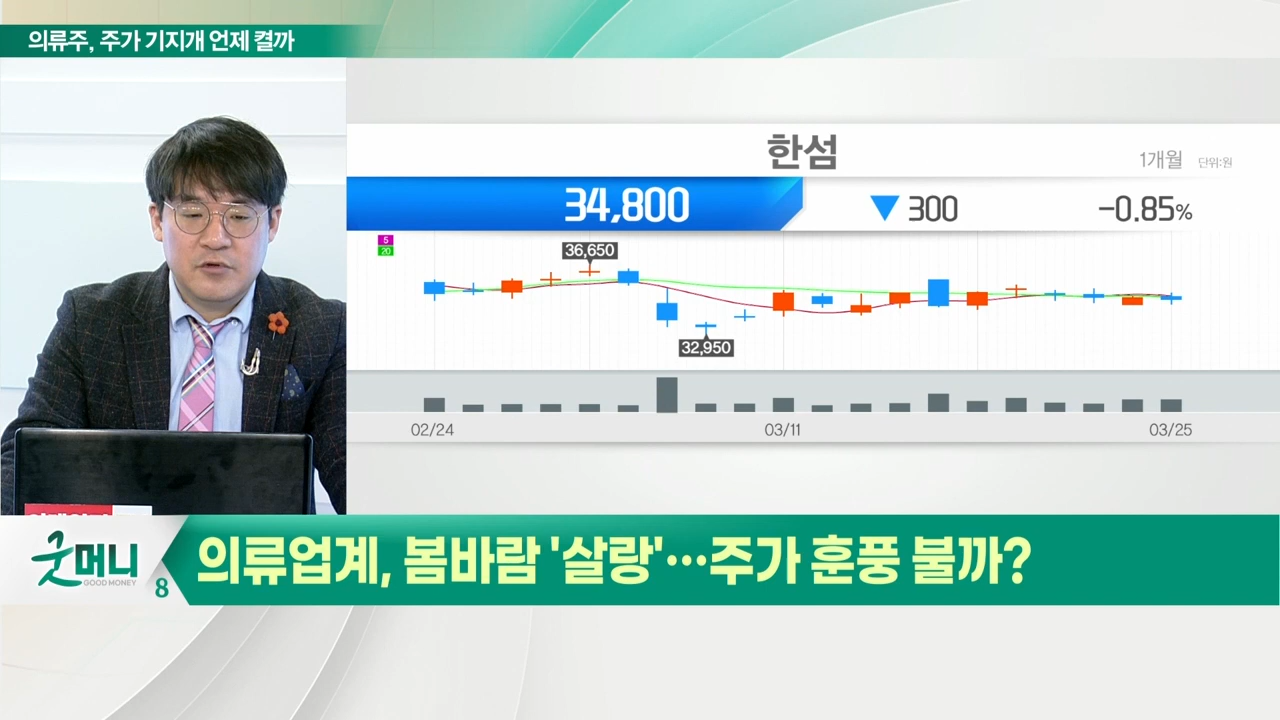 의류주, 주가 기지개 언제 켤까
한섬
1개월 단위:원
34,800
▼ 300
-0.85%
5
20
36,650
32,950
02/24
03/11
03/25
굿머니
GOOD MONEY
8
의류업계, 봄바람 '살랑'…주가 훈풍 불까?